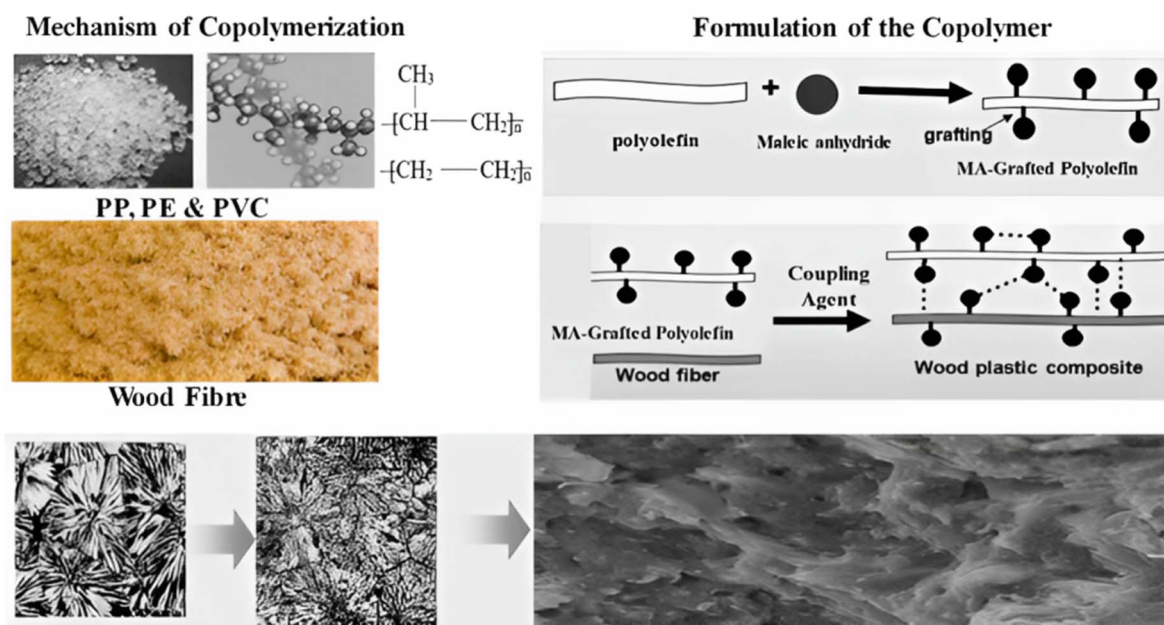 Mechanism of Copolymerization
CH₃
-[CH—CH₂]n
-[CH₂—CH₂]n
PP, PE & PVC
Wood Fibre
Formulation of the Copolymer
+
polyolefin
Maleic anhydride
grafting
MA-Grafted Polyolefin
MA-Grafted Polyolefin
Wood fiber
Coupling
Agent
Wood plastic composite